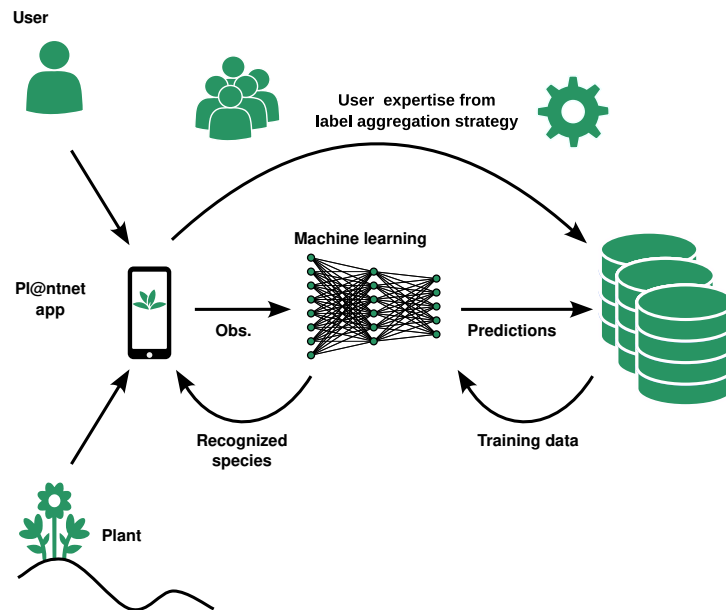 User
User expertise from
label aggregation strategy
Machine learning
Pl@ntnet
app
Obs.
Predictions
Recognized
species
Training data
Plant